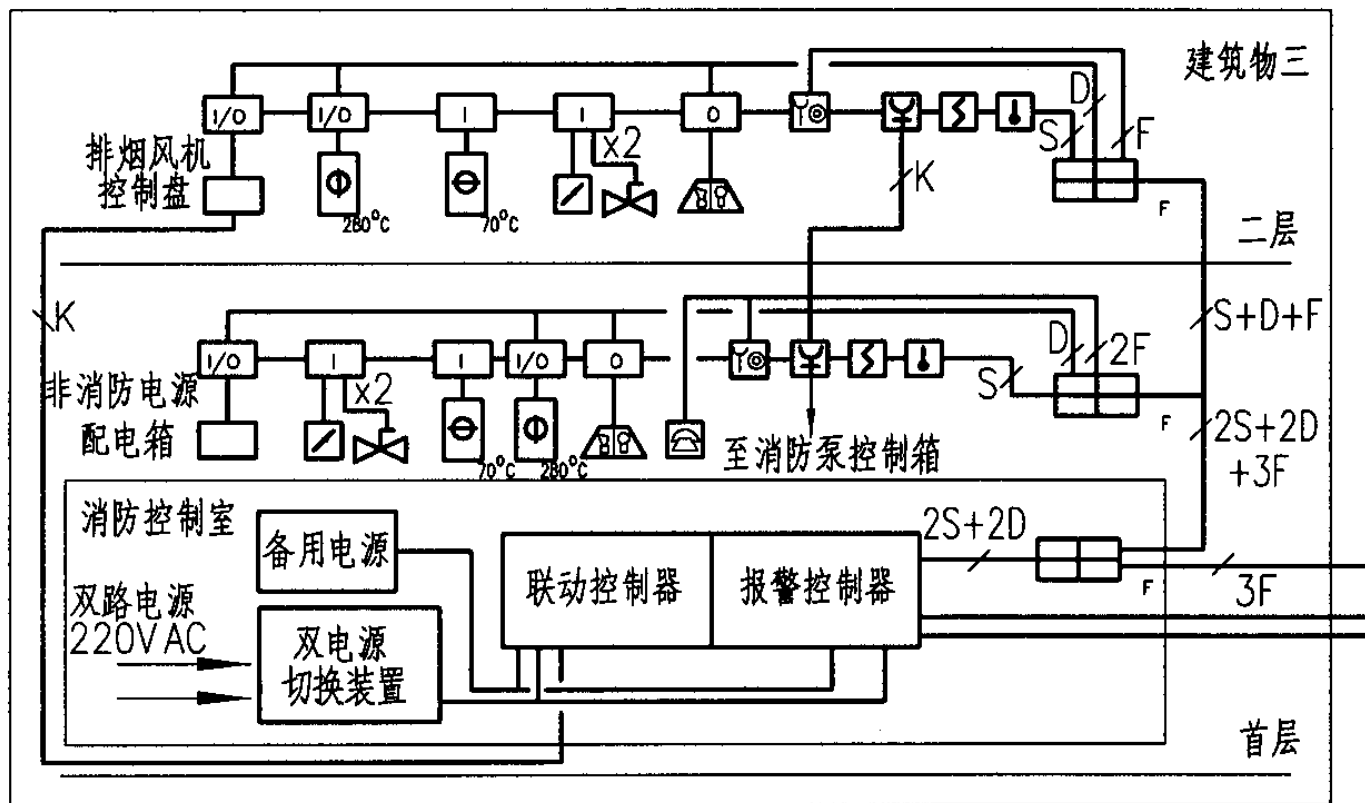 建筑物三
I/O
I/O
I
I
O
D
S
F
排烟风机
控制盘
x2
K
280°C
70°C
F
二层
K
S+D+F
I/O
I
I
I/O
O
D
2F
S
非消防电源
配电箱
x2
F
70°C
280°C
至消防泵控制箱
2S+2D
+3F
消防控制室
备用电源
联动控制器
报警控制器
2S+2D
F
3F
双路电源
220VAC
双电源
切换装置
首层